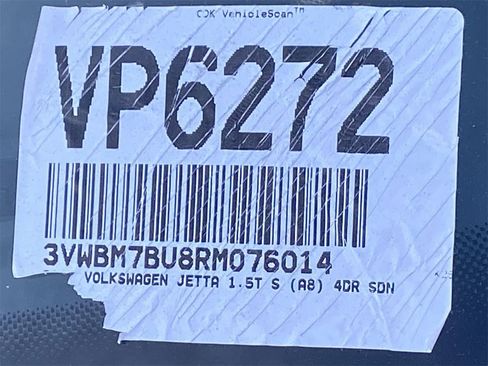 CDK VehicleScan™
VP6272
3VWBM7BU8RM076014
VOLKSWAGEN JETTA 1.5T S (A8) 4DR SDN